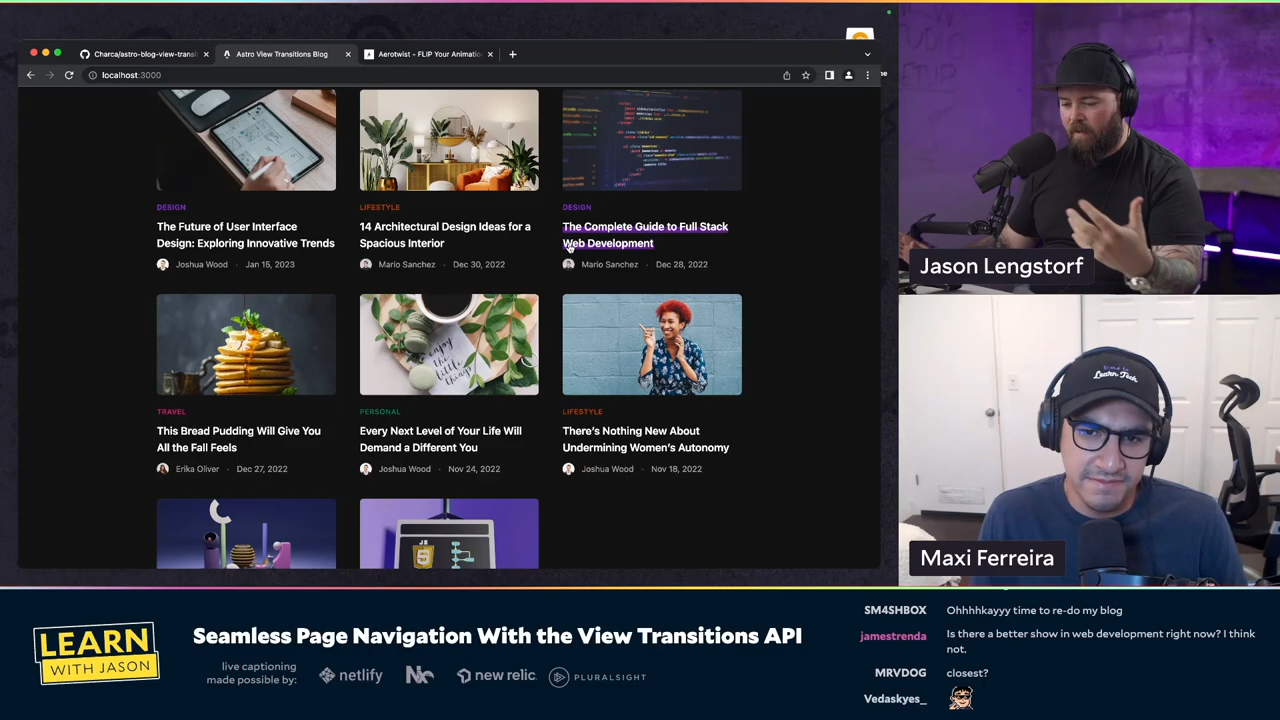 Charca/astro-blog-view-transi
Astro View Transitions Blog
Aerotwist - FLIP Your Animatio
localhost:3000
DESIGN
The Future of User Interface
Design: Exploring Innovative Trends
Joshua Wood · Jan 15, 2023
LIFESTYLE
14 Architectural Design Ideas for a
Spacious Interior
Mario Sanchez · Dec 30, 2022
DESIGN
The Complete Guide to Full Stack
Web Development
Mario Sanchez · Dec 28, 2022
enjoy
the
little
things
TRAVEL
This Bread Pudding Will Give You
All the Fall Feels
Erika Oliver · Dec 27, 2022
PERSONAL
Every Next Level of Your Life Will
Demand a Different You
Joshua Wood · Nov 24, 2022
LIFESTYLE
There's Nothing New About
Undermining Women's Autonomy
Joshua Wood · Nov 18, 2022
Jason Lengstorf
Learn Tech
Maxi Ferreira
LEARN
WITH JASON
Seamless Page Navigation With the View Transitions API
live captioning
made possible by:
netlify
new relic.
PLURALSIGHT
SM4SHBOX Ohhhhkayyy time to re-do my blog
jamestrenda Is there a better show in web development right now? I think
not.
MRVDOG closest?
Vedaskyes_